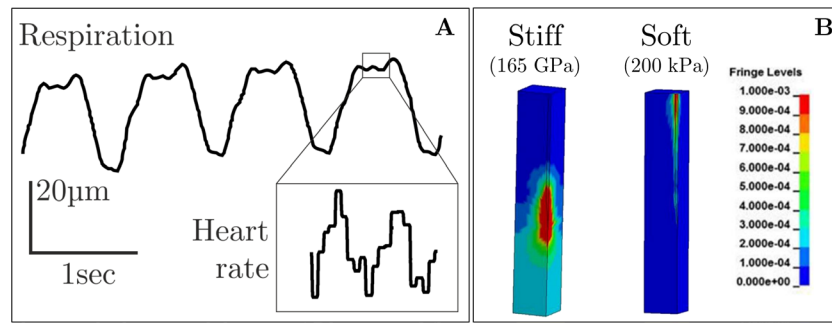 Respiration
A
20μm
1sec
Heart
rate
B
Stiff
(165 GPa)
Soft
(200 kPa)
Fringe Levels
1.000e-03
9.000e-04
8.000e-04
7.000e-04
6.000e-04
5.000e-04
4.000e-04
3.000e-04
2.000e-04
1.000e-04
0.000e+00